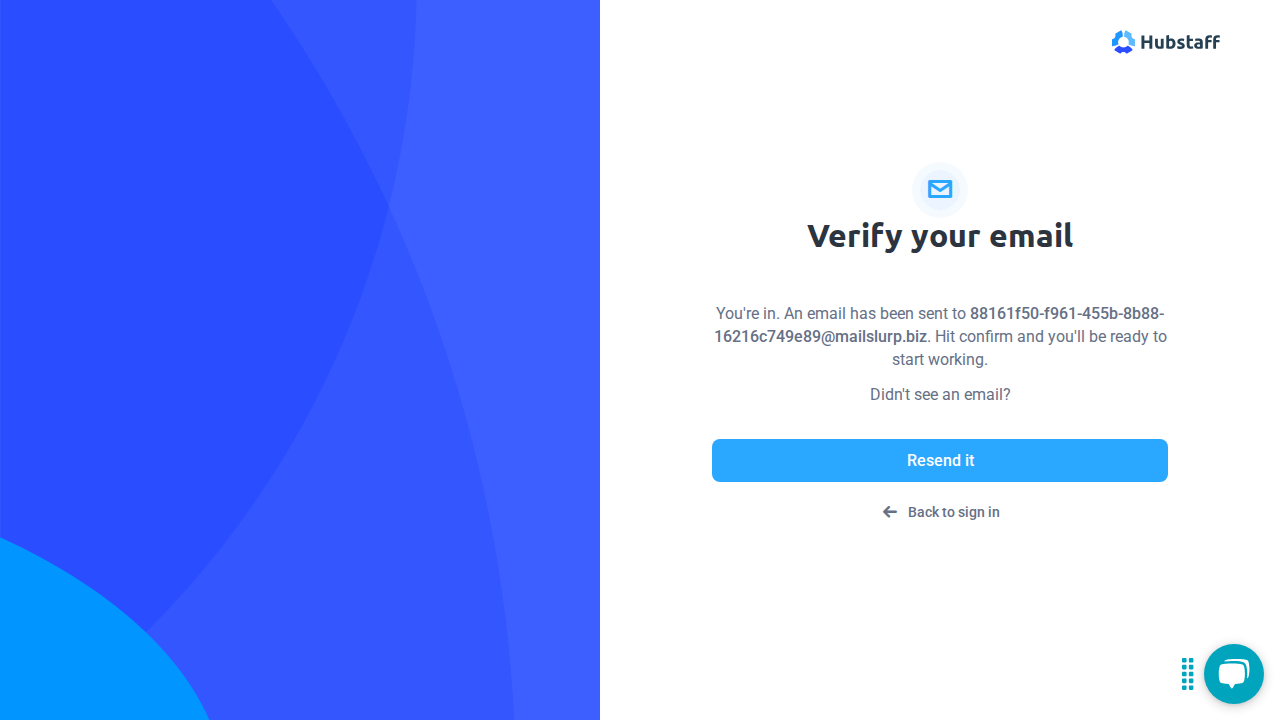 Hubstaff
Verify your email
You're in. An email has been sent to 88161f50-f961-455b-8b88-
16216c749e89@mailslurp.biz. Hit confirm and you'll be ready to
start working.
Didn't see an email?
Resend it
Back to sign in